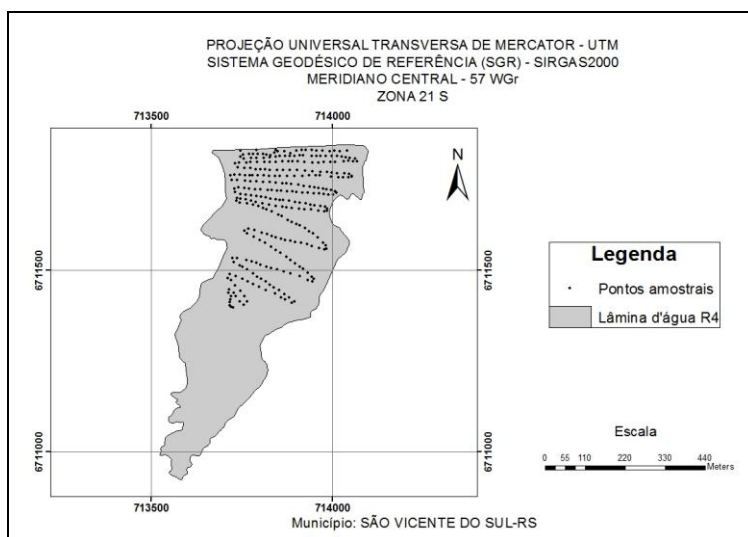 PROJEÇÃO UNIVERSAL TRANSVERSA DE MERCATOR - UTM
SISTEMA GEODÉSICO DE REFERÊNCIA (SGR) - SIRGAS2000
MERIDIANO CENTRAL - 57 WGr
ZONA 21 S
713500 714000
N
6711500 6711500
Legenda
Pontos amostrais
Lâmina d'água R4
Escala
0 55 110 220 330 440
Meters
6711000 6711000
713500 714000
Município: SÃO VICENTE DO SUL-RS